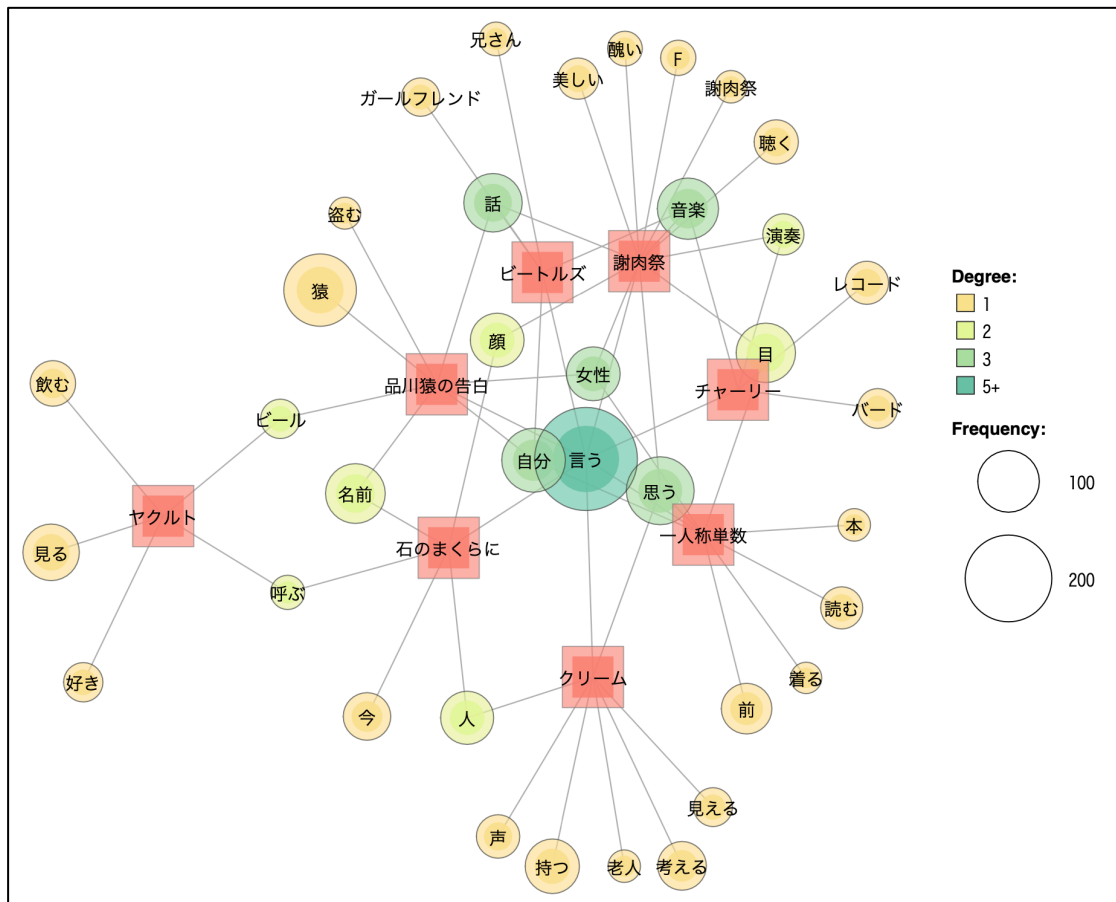 兄さん
醜い
F
美しい
謝肉祭
ガールフレンド
聴く
話
音楽
盗む
演奏
謝肉祭
ビートルズ
レコード
猿
顔
目
女性
品川猿の告白
チャーリー
飲む
バード
ビール
自分
言う
思う
名前
ヤクルト
本
一人称単数
石のまくらに
見る
呼ぶ
読む
クリーム
着る
好き
前
今
人
見える
声
持つ
老人
考える
Degree:
1
2
3
5+
Frequency:
100
200